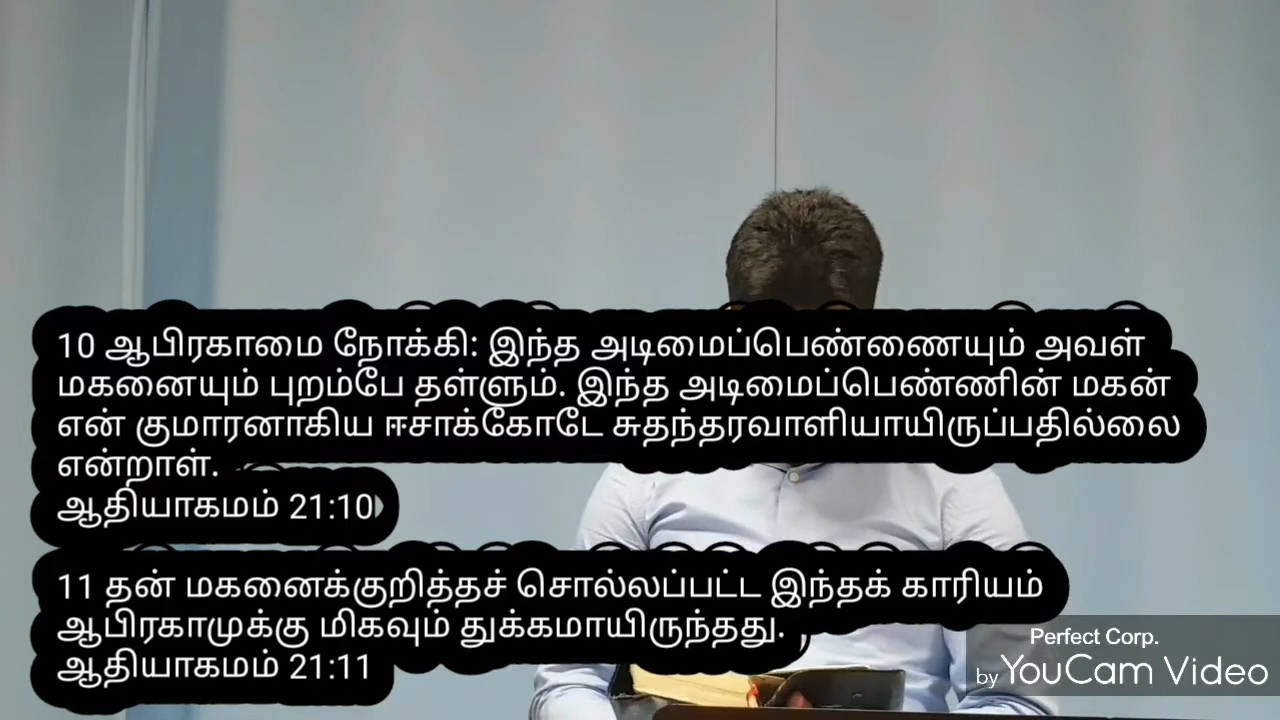 10 ஆபிரகாமை நோக்கி: இந்த அடிமைப்பெண்ணையும் அவள்
மகனையும் புறம்பே தள்ளும். இந்த அடிமைப்பெண்ணின் மகன்
என் குமாரனாகிய ஈசாக்கோடே சுதந்தரவாளியாயிருப்பதில்லை
என்றாள்.
ஆதியாகமம் 21:10
11 தன் மகனைக்குறித்தச் சொல்லப்பட்ட இந்தக் காரியம்
ஆபிரகாமுக்கு மிகவும் துக்கமாயிருந்தது.
ஆதியாகமம் 21:11
Perfect Corp.
by YouCam Video